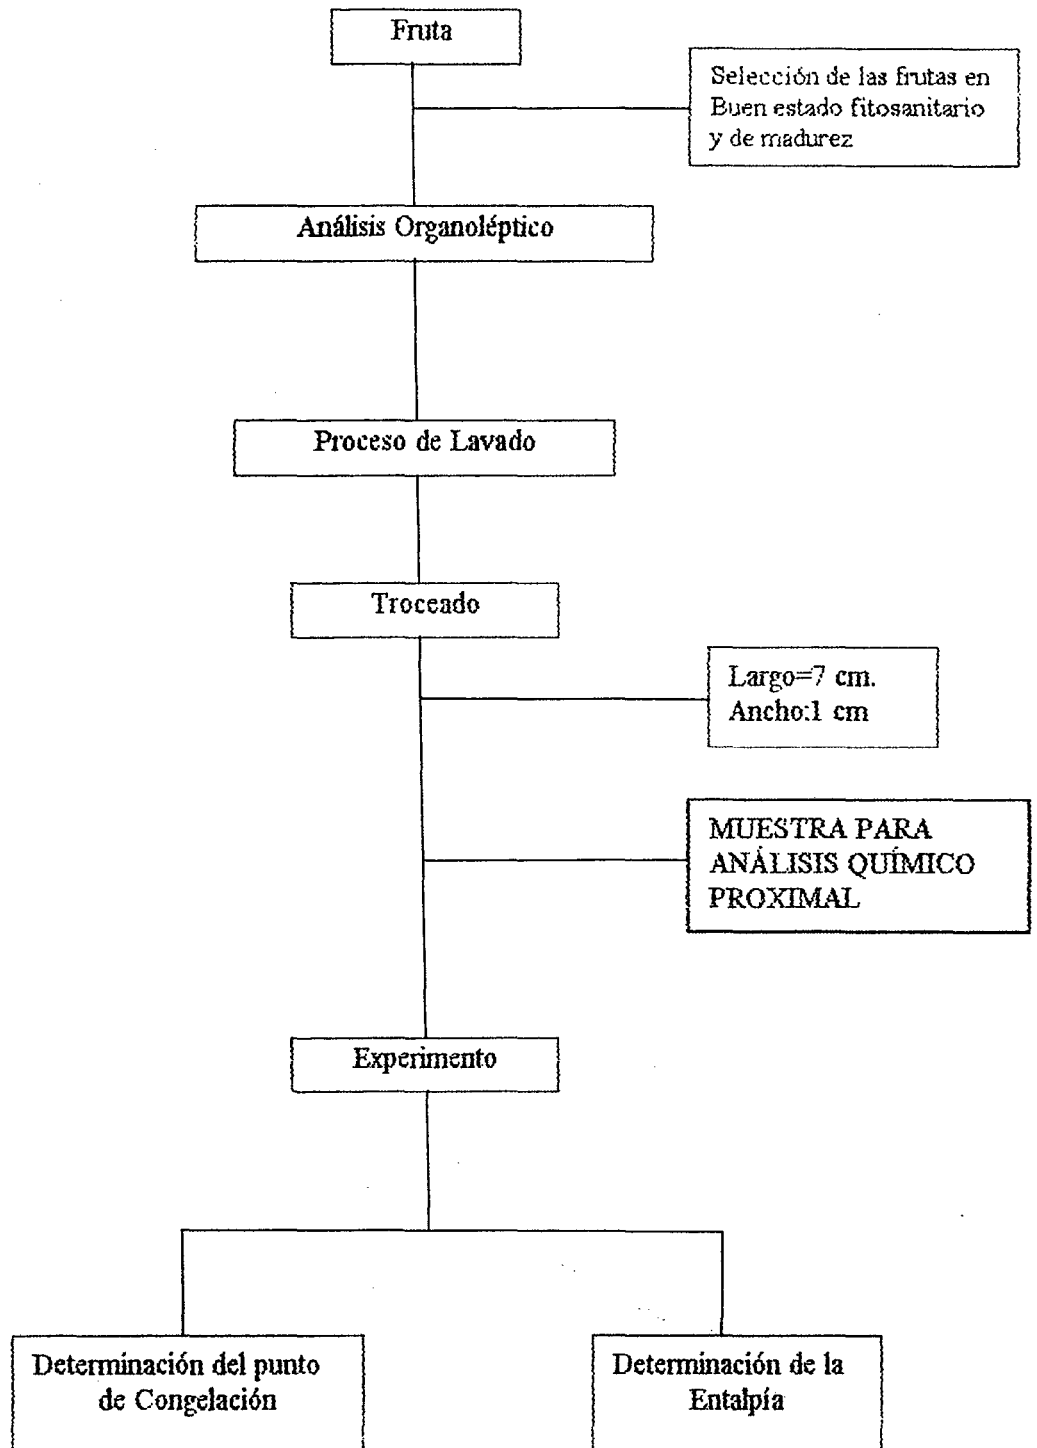 Fruta
Selección de las frutas en
Buen estado fitosanitario
y de madurez
Análisis Organoléptico
Proceso de Lavado
Troceado
Largo=7 cm.
Ancho:1 cm
MUESTRA PARA
ANÁLISIS QUÍMICO
PROXIMAL
Experimento
Determinación del punto
de Congelación
Determinación de la
Entalpía